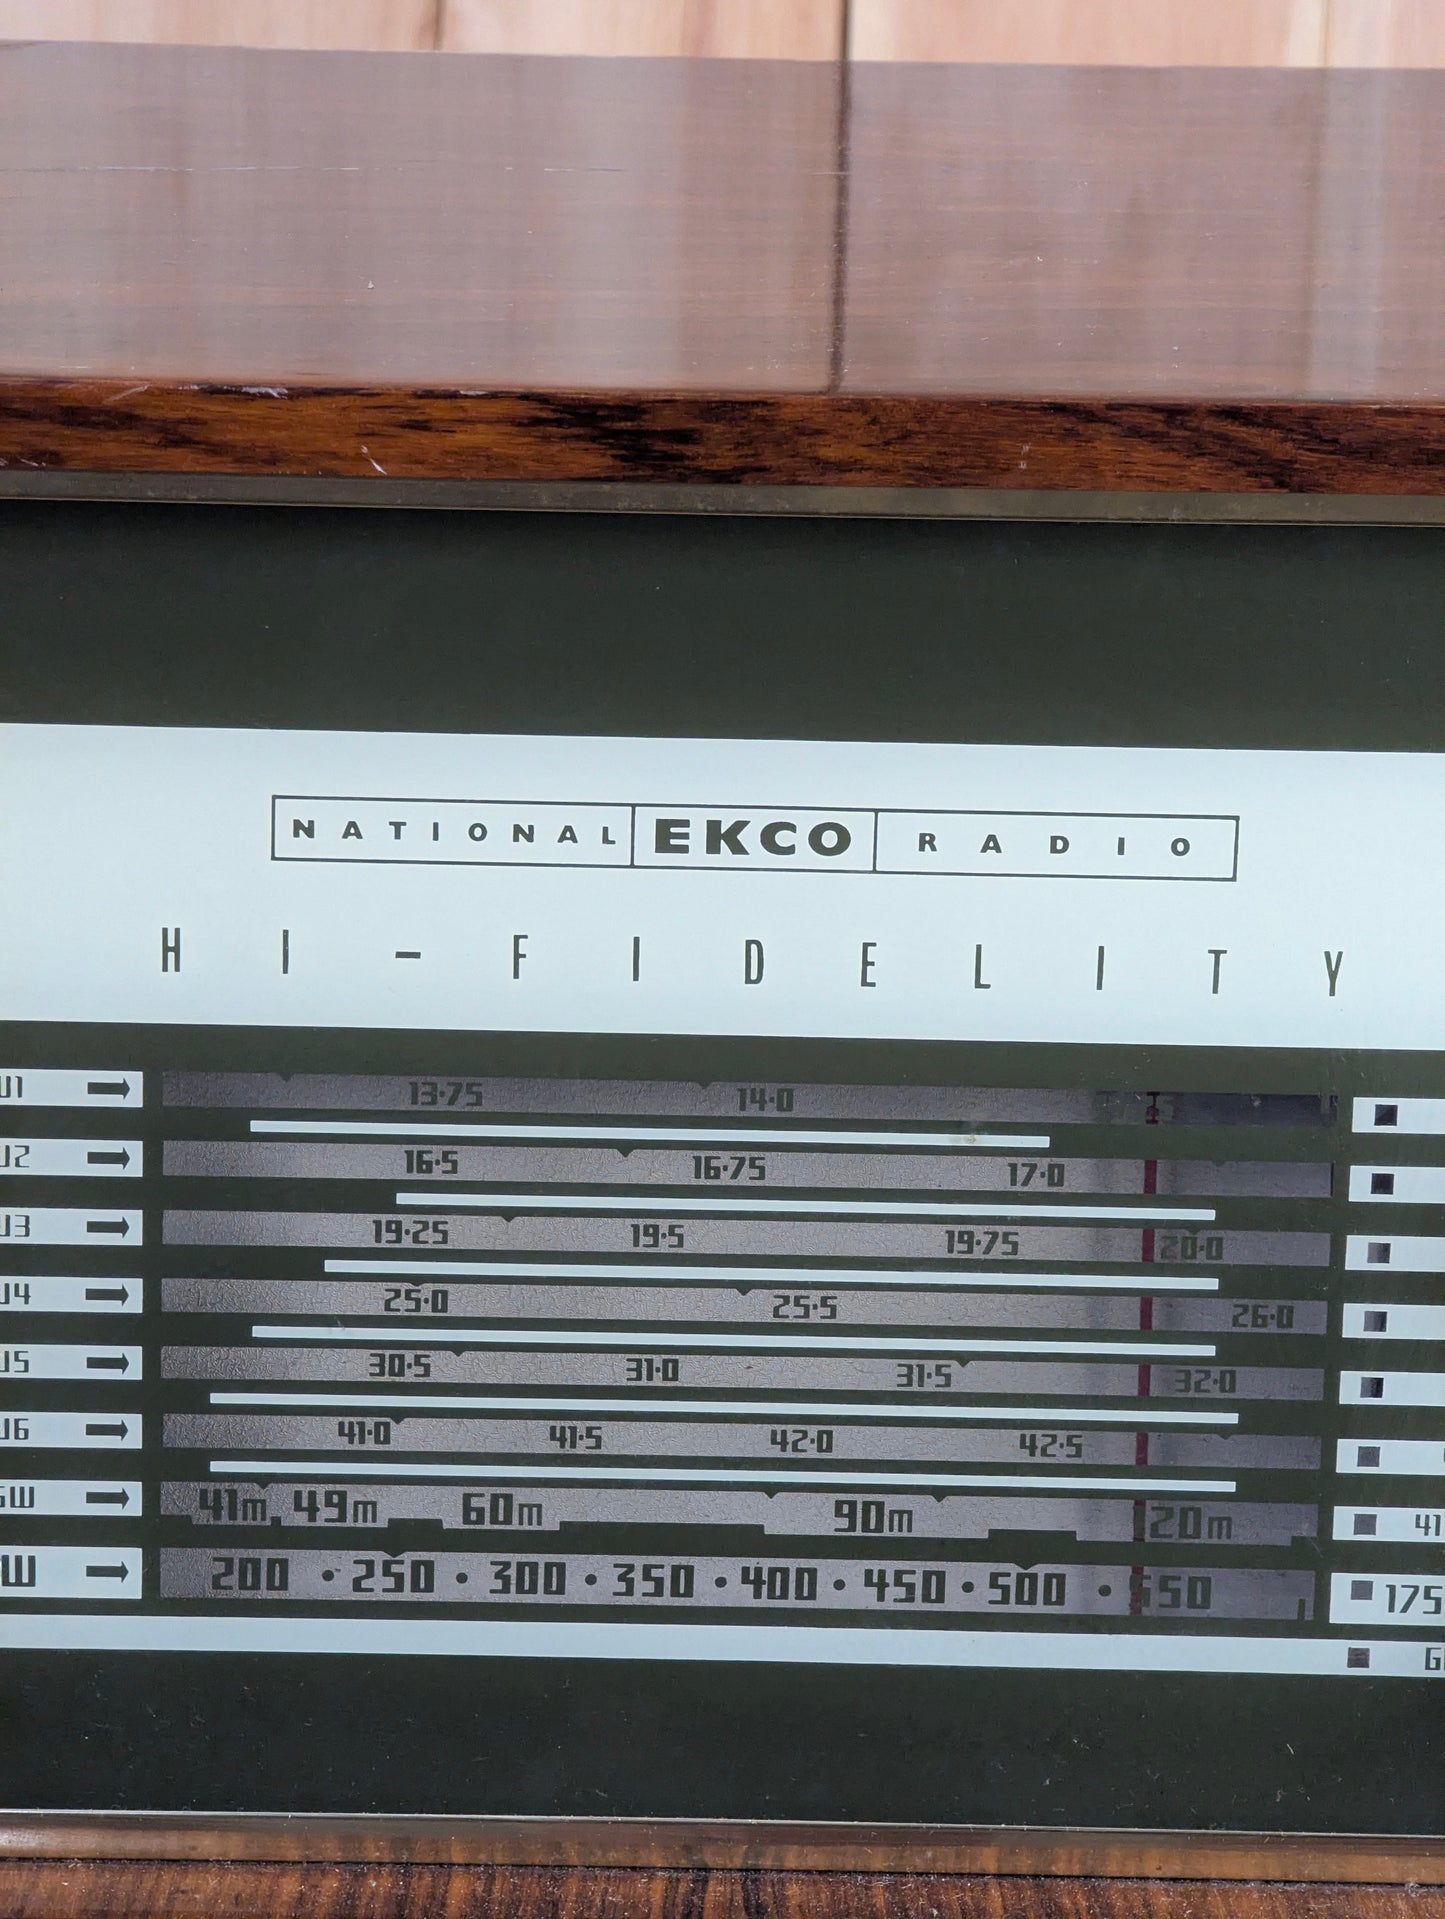 NATIONAL EKCO RADIO
HI-FIDELITY
13·75 14·0
16·5 16·75 17·0
19·25 19·5 19·75 20·0
25·0 25·5 26·0
30·5 31·0 31·5 32·0
41·0 41·5 42·0 42·5
41m 49m 60m 90m 120m 41
200 · 250 · 300 · 350 · 400 · 450 · 500 · 550 175